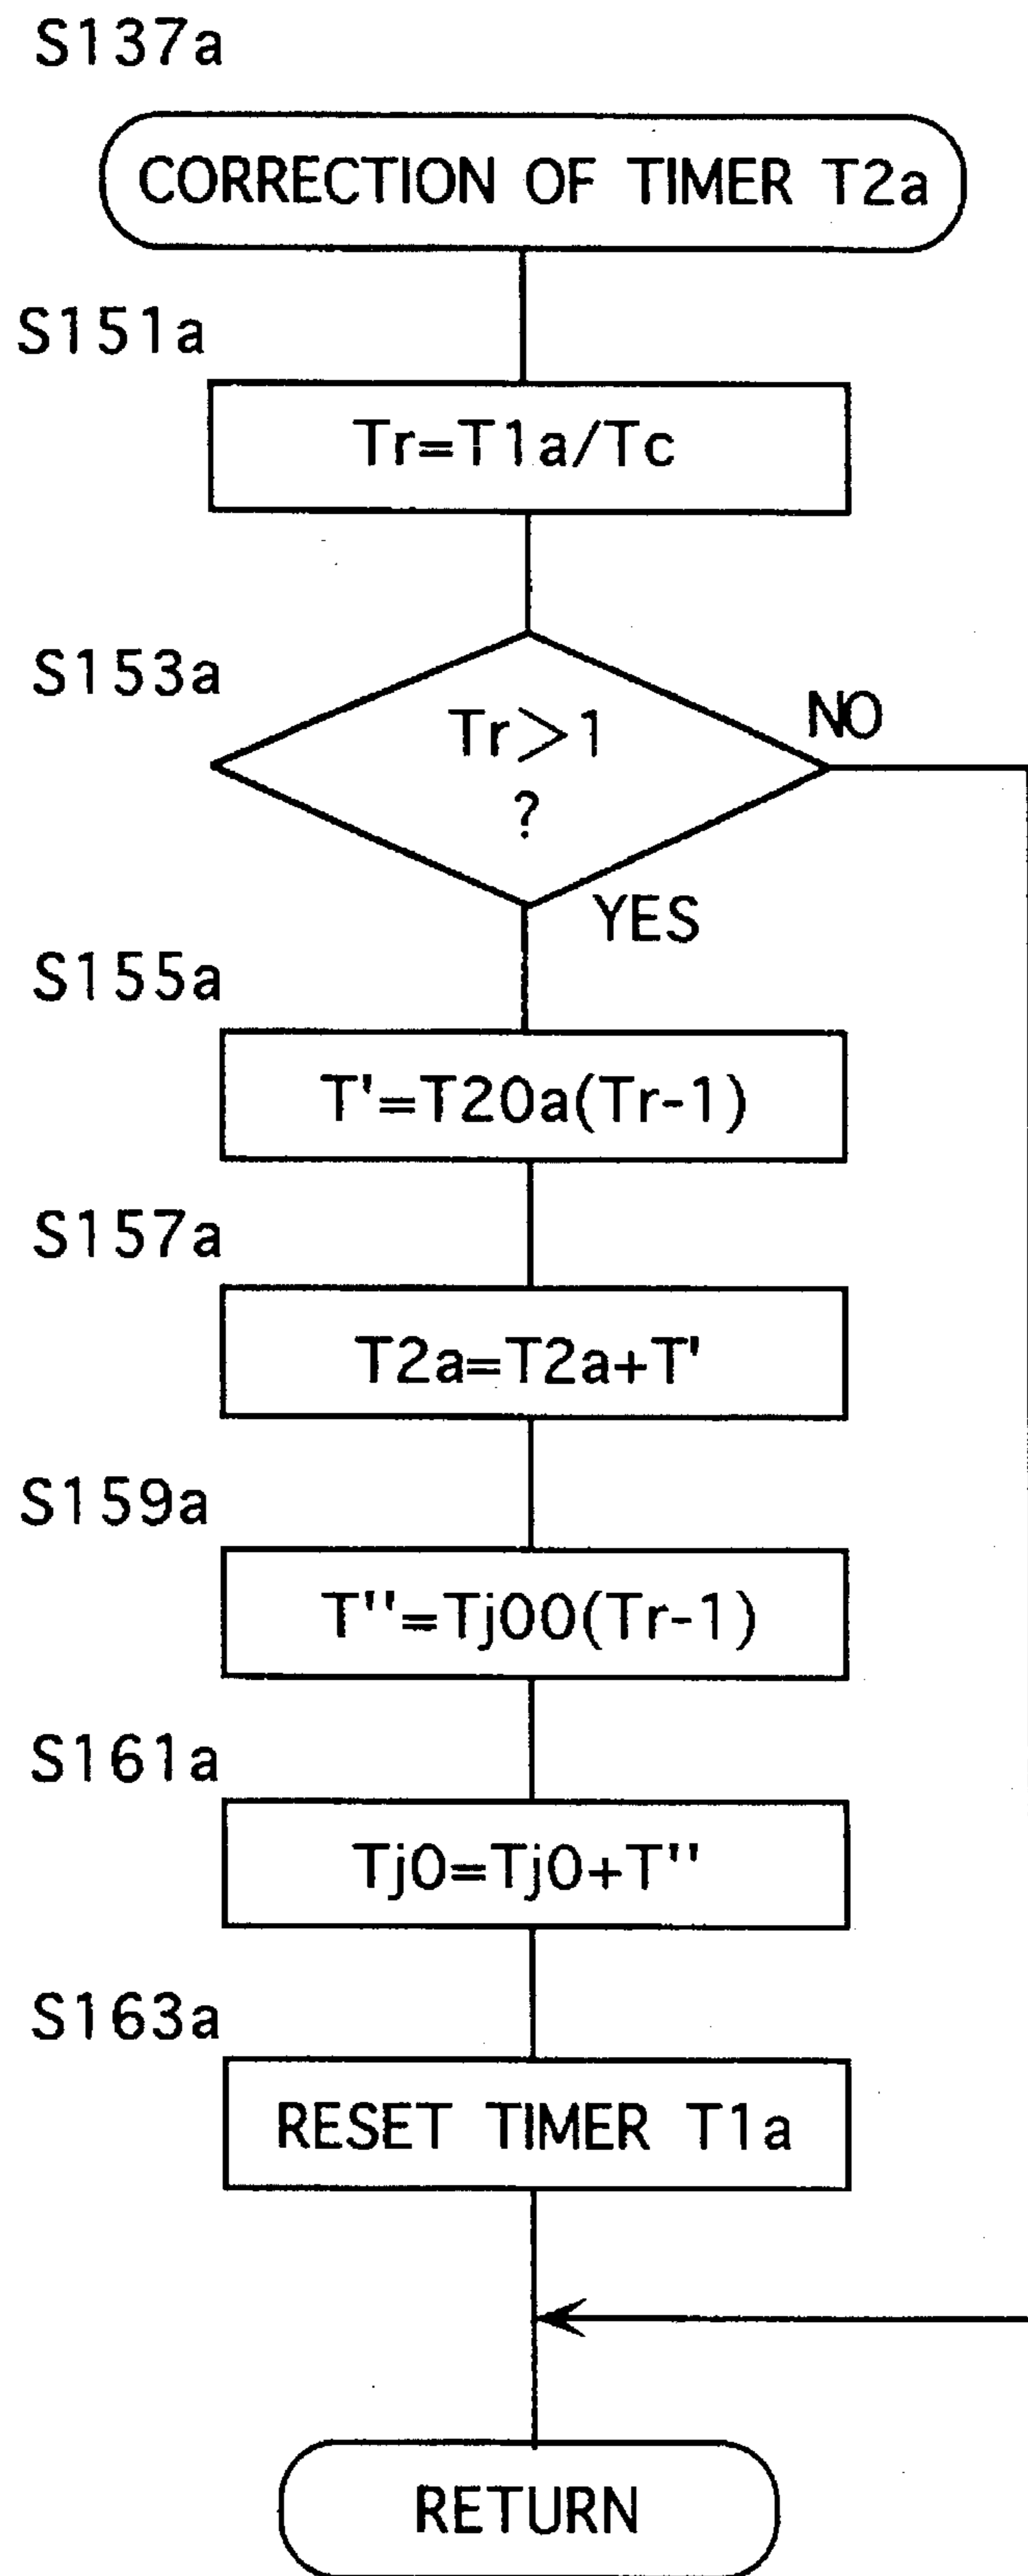 S137a
CORRECTION OF TIMER T2a
S151a
Tr=T1a/Tc
S153a
Tr>1
?
NO
YES
S155a
T'=T20a(Tr-1)
S157a
T2a=T2a+T'
S159a
T''=Tj00(Tr-1)
S161a
Tj0=Tj0+T''
S163a
RESET TIMER T1a
RETURN